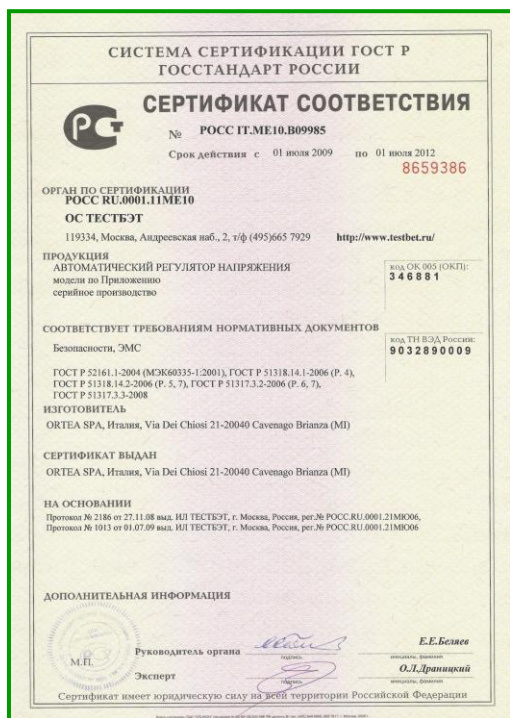 СИСТЕМА СЕРТИФИКАЦИИ ГОСТ Р
ГОССТАНДАРТ РОССИИ
СЕРТИФИКАТ СООТВЕТСТВИЯ
№ РОСС IT.ME10.B09985
Срок действия с 01 июля 2009 по 01 июля 2012
8659386
ОРГАН ПО СЕРТИФИКАЦИИ
РОСС RU.0001.11ME10
ОС ТЕСТБЭТ
119334, Москва, Андреевская наб., 2, т/ф (495)665 7929 http://www.testbet.ru/
ПРОДУКЦИЯ
АВТОМАТИЧЕСКИЙ РЕГУЛЯТОР НАПРЯЖЕНИЯ
модели по Приложению
серийное производство
код ОК 005 (ОКП):
346881
СООТВЕТСТВУЕТ ТРЕБОВАНИЯМ НОРМАТИВНЫХ ДОКУМЕНТОВ
Безопасности, ЭМС
ГОСТ Р 52161.1-2004 (МЭК60335-1:2001), ГОСТ Р 51318.14.1-2006 (Р. 4),
ГОСТ Р 51318.14.2-2006 (Р. 5, 7), ГОСТ Р 51317.3.2-2006 (Р. 6, 7),
ГОСТ Р 51317.3.3-2008
код ТН ВЭД России:
9032890009
ИЗГОТОВИТЕЛЬ
ORTEA SPA, Италия, Via Dei Chiosi 21-20040 Cavenago Brianza (MI)
СЕРТИФИКАТ ВЫДАН
ORTEA SPA, Италия, Via Dei Chiosi 21-20040 Cavenago Brianza (MI)
НА ОСНОВАНИИ
Протокол № 2186 от 27.11.08 выд. ИЛ ТЕСТБЭТ, г. Москва, Россия, рег.№ РОСС.RU.0001.21МЮ06,
Протокол № 1013 от 01.07.09 выд. ИЛ ТЕСТБЭТ, г. Москва, Россия, рег.№ РОСС.RU.0001.21МЮ06
ДОПОЛНИТЕЛЬНАЯ ИНФОРМАЦИЯ
М.П.
Руководитель органа
подпись
Е.Е.Беляев
инициалы, фамилия
Эксперт
подпись
О.Л.Драницкий
инициалы, фамилия
Сертификат имеет юридическую силу на всей территории Российской Федерации